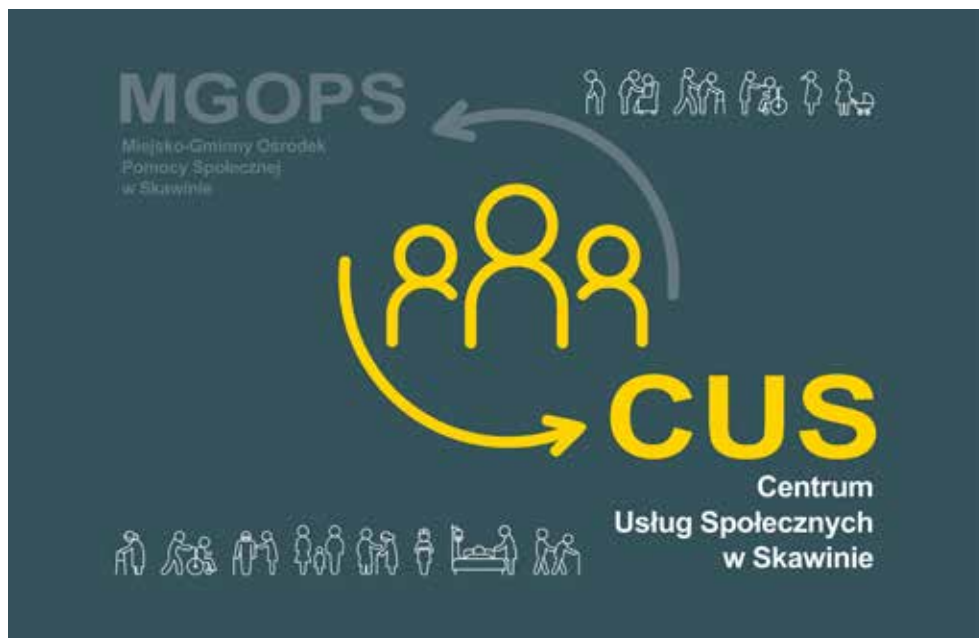 MGOPS
Miejsko-Gminny Ośrodek
Pomocy Społecznej
w Skawinie
CUS
Centrum
Usług Społecznych
w Skawinie